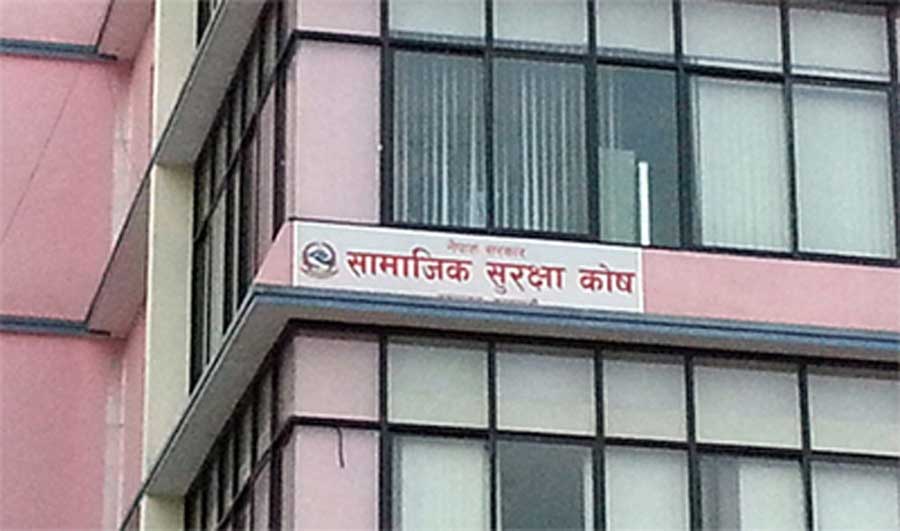 नेपाल सरकार
सामाजिक सुरक्षा कोष